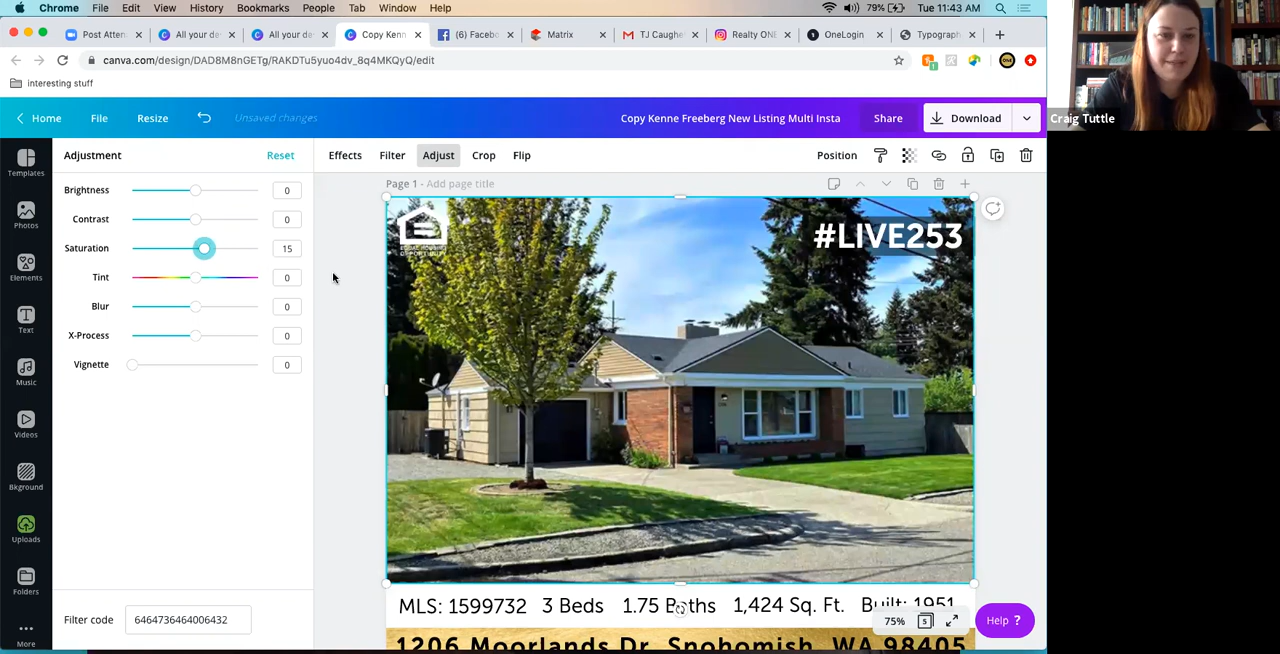 Chrome File Edit View History Bookmarks People Tab Window Help 79% Tue 11:43 AM
Post Atten All your de All your de Copy Kenn (6) Facebo Matrix TJ Caughe Realty ONE OneLogin Typograph
canva.com/design/DAD8M8nGETg/RAKDTu5yuo4dv_8q4MKQyQ/edit
interesting stuff
Home File Resize Unsaved changes Copy Kenne Freeberg New Listing Multi Insta Share Download
Craig Tuttle
Adjustment Reset Effects Filter Adjust Crop Flip Position
Templates
Photos
Elements
Text
Music
Videos
Bkground
Uploads
Folders
More
Brightness 0
Contrast 0
Saturation 15
Tint 0
Blur 0
X-Process 0
Vignette 0
Filter code 6464736464006432
Page 1 - Add page title
EQUAL HOUSING
OPPORTUNITY
#LIVE253
MLS: 1599732 3 Beds 1.75 Baths 1,424 Sq. Ft. Built: 1951
1206 Moorlands Dr, Snohomish, WA 98405
75% 5 Help ?